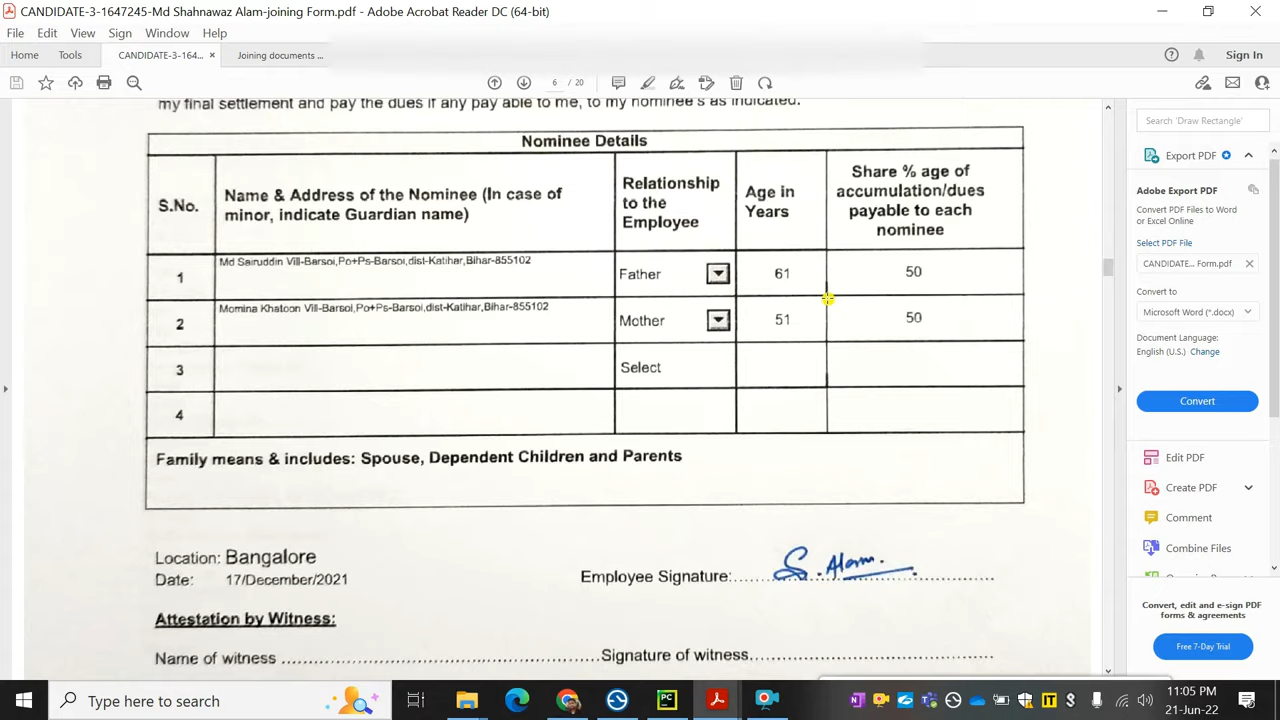 CANDIDATE-3-1647245-Md Shahnawaz Alam-joining Form.pdf - Adobe Acrobat Reader DC (64-bit)
File Edit View Sign Window Help
Home Tools CANDIDATE-3-164... × Joining documents ... Sign In
6 / 20
my final settlement and pay the dues if any pay able to me, to my nominee's as indicated.
Nominee Details
S.No. Name & Address of the Nominee (In case of minor, indicate Guardian name) Relationship to the Employee Age in Years Share % age of accumulation/dues payable to each nominee
1 Md Sairuddin Vill-Barsoi,Po+Ps-Barsoi,dist-Katihar,Bihar-855102 Father 61 50
2 Momina Khatoon Vill-Barsoi,Po+Ps-Barsoi,dist-Katihar,Bihar-855102 Mother 51 50
3 Select
4
Family means & includes: Spouse, Dependent Children and Parents
Location: Bangalore
Date: 17/December/2021
Employee Signature:.......S. Alam.......
Attestation by Witness:
Name of witness ............................Signature of witness............................
Search 'Draw Rectangle'
Export PDF
Adobe Export PDF
Convert PDF Files to Word
or Excel Online
Select PDF File
CANDIDATE... Form.pdf ×
Convert to
Microsoft Word (*.docx)
Document Language:
English (U.S.) Change
Convert
Edit PDF
Create PDF
Comment
Combine Files
Convert, edit and e-sign PDF
forms & agreements
Free 7-Day Trial
Type here to search
11:05 PM
21-Jun-22